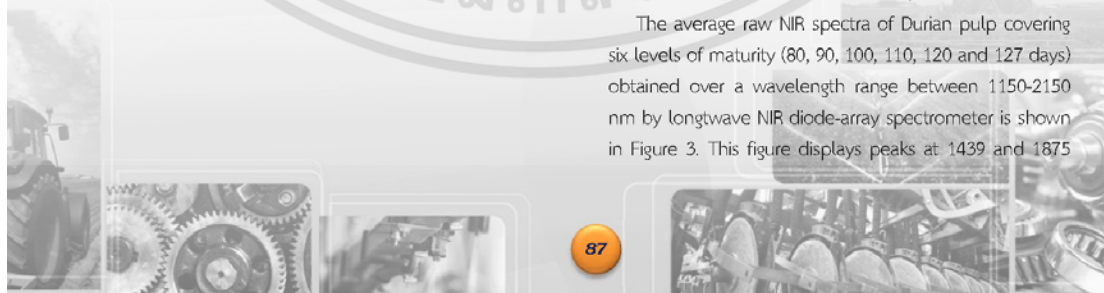 The average raw NIR spectra of Durian pulp covering
six levels of maturity (80, 90, 100, 110, 120 and 127 days)
obtained over a wavelength range between 1150-2150
nm by longtwave NIR diode-array spectrometer is shown
in Figure 3. This figure displays peaks at 1439 and 1875
87